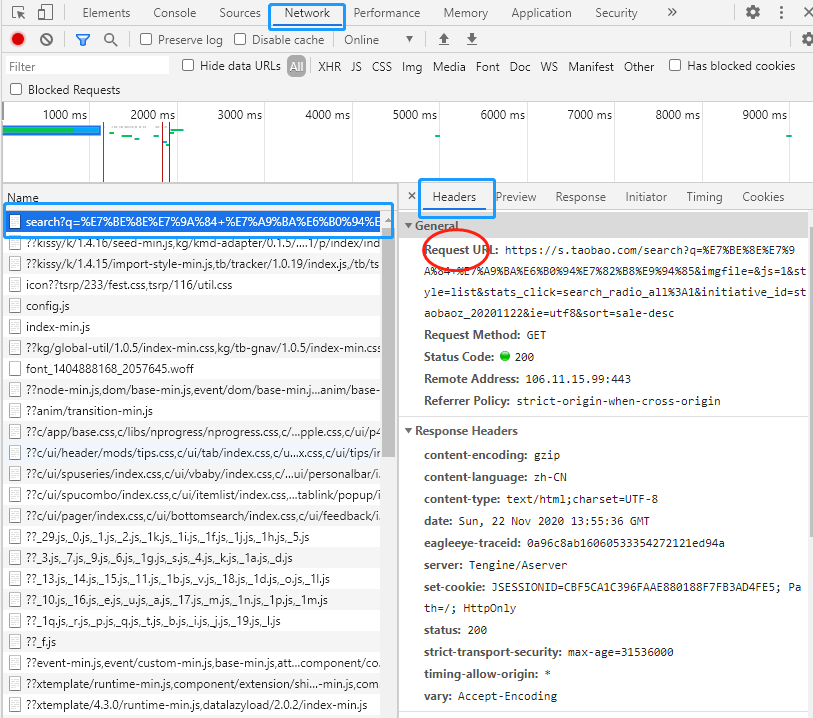 Elements Console Sources Network Performance Memory Application Security »
Preserve log Disable cache Online ▼
Filter Hide data URLs All XHR JS CSS Img Media Font Doc WS Manifest Other Has blocked cookies
Blocked Requests
1000 ms 2000 ms 3000 ms 4000 ms 5000 ms 6000 ms 7000 ms 8000 ms 9000 ms
Name
search?q=%E7%BE%8E%E7%9A%84+%E7%A9%BA%E6%B0%94%E
??kissy/k/1.4.16/seed-min.js,kg/kmd-adapter/0.1.5/....1/p/index/ind
??kissy/k/1.4.15/import-style-min.js,tb/tracker/1.0.19/index.js,/tb/ts
icon??tsrp/233/fest.css,tsrp/116/util.css
config.js
index-min.js
??kg/global-util/1.0.5/index-min.css,kg/tb-gnav/1.0.5/index-min.css
font_1404888168_2057645.woff
??node-min.js,dom/base-min.js,event/dom/base-min.j...anim/base-
??anim/transition-min.js
??c/app/base.css,c/libs/nprogress/nprogress.css,c/...pple.css,c/ui/p4
??c/ui/header/mods/tips.css,c/ui/tab/index.css,c/u...x.css,c/ui/tips/in
??c/ui/spuseries/index.css,c/ui/vbaby/index.css,c/...ui/personalbar/i
??c/ui/spucombo/index.css,c/ui/itemlist/index.css,...tablink/popup/i
??c/ui/pager/index.css,c/ui/bottomsearch/index.css,c/ui/feedback/i
??_29.js,_0.js,_1.js,_2.js,_1k.js,_1i.js,_1f.js,_1j.js,_1h.js,_5.js
??_3.js,_7.js,_9.js,_6.js,_1g.js,_s.js,_4.js,_k.js,_1a.js,_d.js
??_13.js,_14.js,_15.js,_11.js,_1b.js,_v.js,_18.js,_1d.js,_o.js,_1l.js
??_10.js,_16.js,_e.js,_u.js,_a.js,_17.js,_m.js,_1n.js,_1p.js,_1m.js
??_1q.js,_r.js,_p.js,_q.js,_t.js,_b.js,_i.js,_j.js,_19.js,_l.js
??_f.js
??event-min.js,event/custom-min.js,base-min.js,att...component/co
??xtemplate/runtime-min.js,component/extension/shi...-min.js,com
??xtemplate/4.3.0/runtime-min.js,datalazyload/2.0.2/index-min.js
× Headers Preview Response Initiator Timing Cookies
▼ General
Request URL: https://s.taobao.com/search?q=%E7%BE%8E%E7%9
A%84+%E7%A9%BA%E6%B0%94%E7%82%B8%E9%94%85&imgfile=&js=1&st
yle=list&stats_click=search_radio_all%3A1&initiative_id=st
aobaoz_20201122&ie=utf8&sort=sale-desc
Request Method: GET
Status Code: 200
Remote Address: 106.11.15.99:443
Referrer Policy: strict-origin-when-cross-origin
▼ Response Headers
content-encoding: gzip
content-language: zh-CN
content-type: text/html;charset=UTF-8
date: Sun, 22 Nov 2020 13:55:36 GMT
eagleeye-traceid: 0a96c8ab16060533354272121ed94a
server: Tengine/Aserver
set-cookie: JSESSIONID=CBF5CA1C396FAAE880188F7FB3AD4FE5; Pa
th=/; HttpOnly
status: 200
strict-transport-security: max-age=31536000
timing-allow-origin: *
vary: Accept-Encoding